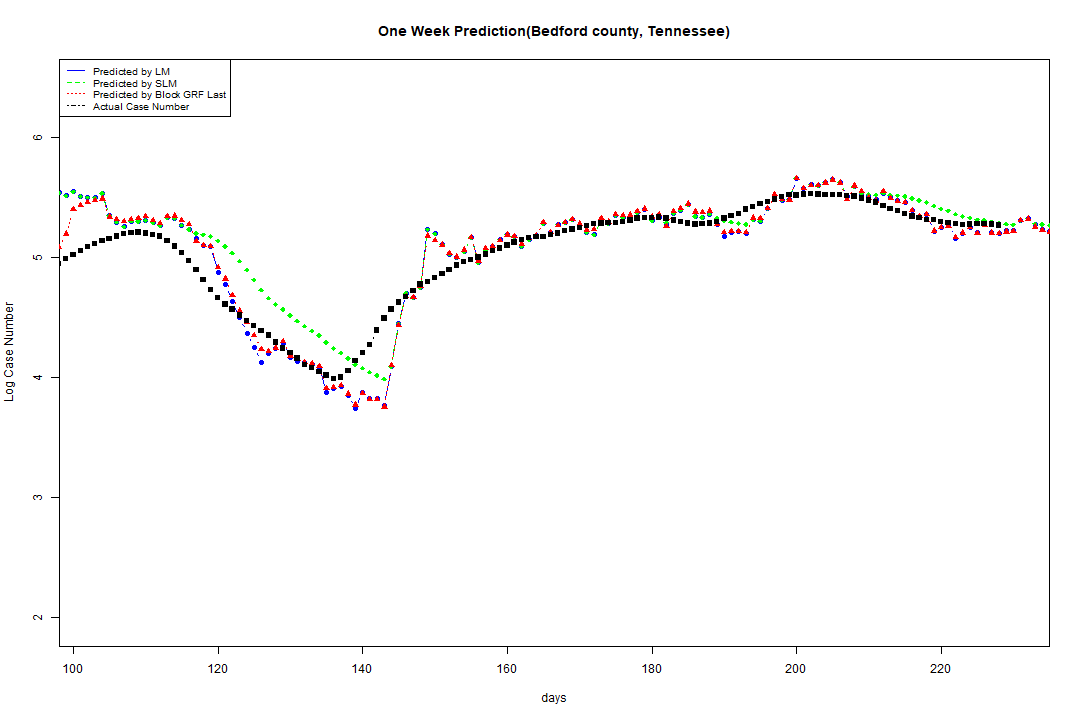 One Week Prediction(Bedford county, Tennessee)
Predicted by LM
Predicted by SLM
Predicted by Block GRF Last
Actual Case Number
6
5
4
3
2
Log Case Number
100 120 140 160 180 200 220
days